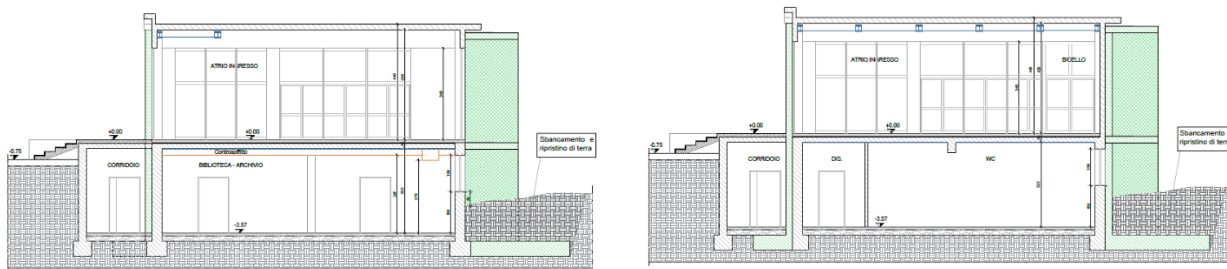 ATRIO INGRESSO
+0.00
+0.00
-0.75
Controsoffitto
CORRIDOIO
BIBLIOTECA - ARCHIVIO
-3.57
Sbancamento e
ripristino di terra
ATRIO INGRESSO
BIDELLO
+0.00
+0.00
-0.75
CORRIDOIO
DIS.
WC
-3.57
Sbancamento
ripristino di terra